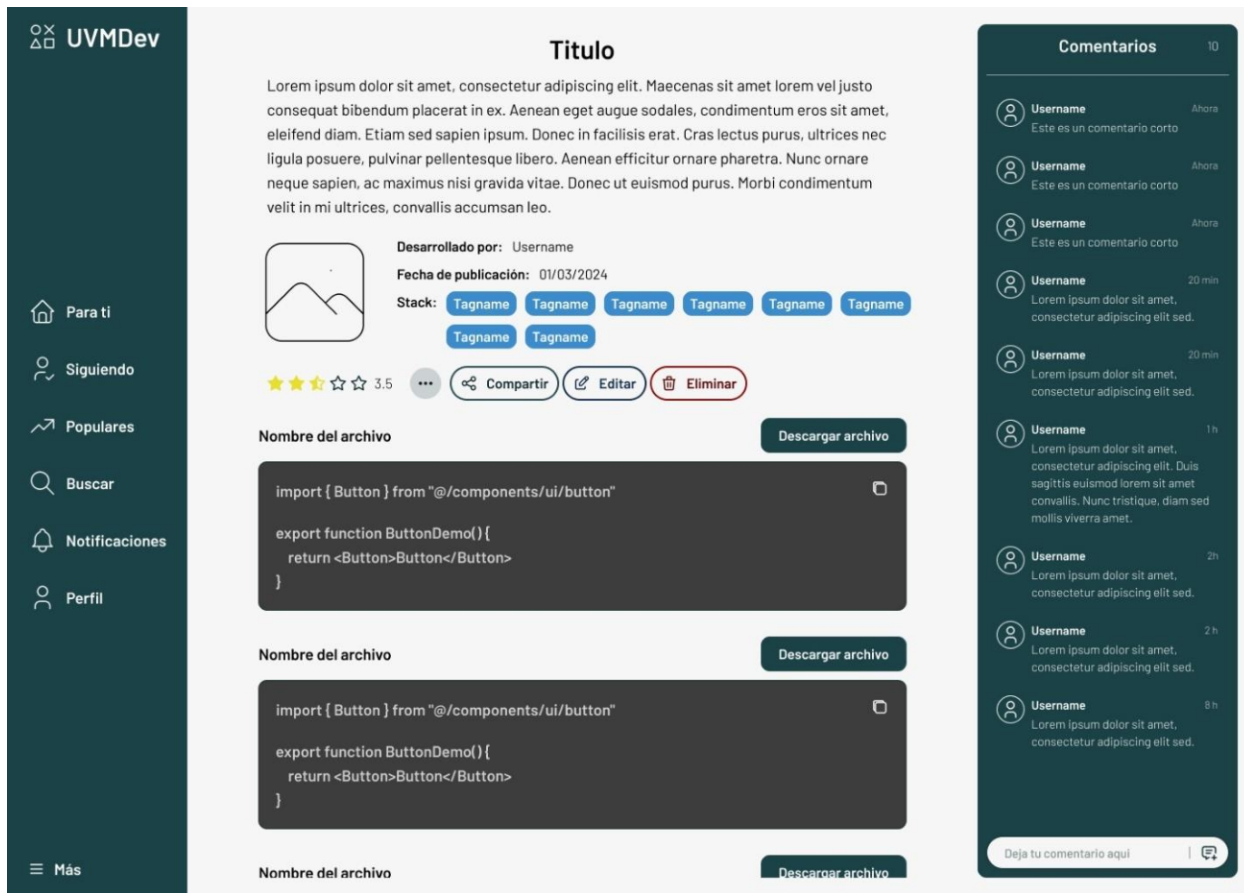 UVMDev
Para ti
Siguiendo
Populares
Buscar
Notificaciones
Perfil
Más
Titulo
Lorem ipsum dolor sit amet, consectetur adipiscing elit. Maecenas sit amet lorem vel justo
consequat bibendum placerat in ex. Aenean eget augue sodales, condimentum eros sit amet,
eleifend diam. Etiam sed sapien ipsum. Donec in facilisis erat. Cras lectus purus, ultrices nec
ligula posuere, pulvinar pellentesque libero. Aenean efficitur ornare pharetra. Nunc ornare
neque sapien, ac maximus nisi gravida vitae. Donec ut euismod purus. Morbi condimentum
velit in mi ultrices, convallis accumsan leo.
Desarrollado por: Username
Fecha de publicación: 01/03/2024
Stack: Tagname Tagname Tagname Tagname Tagname Tagname
Tagname Tagname
3.5 ••• Compartir Editar Eliminar
Nombre del archivo Descargar archivo
import { Button } from "@/components/ui/button"
export function ButtonDemo(){
return <Button>Button</Button>
}
Nombre del archivo Descargar archivo
import { Button } from "@/components/ui/button"
export function ButtonDemo(){
return <Button>Button</Button>
}
Nombre del archivo Descargar archivo
Comentarios 10
Username Ahora
Este es un comentario corto
Username Ahora
Este es un comentario corto
Username Ahora
Este es un comentario corto
Username 20 min
Lorem ipsum dolor sit amet,
consectetur adipiscing elit sed.
Username 20 min
Lorem ipsum dolor sit amet,
consectetur adipiscing elit sed.
Username 1 h
Lorem ipsum dolor sit amet,
consectetur adipiscing elit. Duis
sagittis euismod lorem sit amet
convallis. Nunc tristique, diam sed
mollis viverra amet.
Username 2h
Lorem ipsum dolor sit amet,
consectetur adipiscing elit sed.
Username 2 h
Lorem ipsum dolor sit amet,
consectetur adipiscing elit sed.
Username 8 h
Lorem ipsum dolor sit amet,
consectetur adipiscing elit sed.
Deja tu comentario aqui